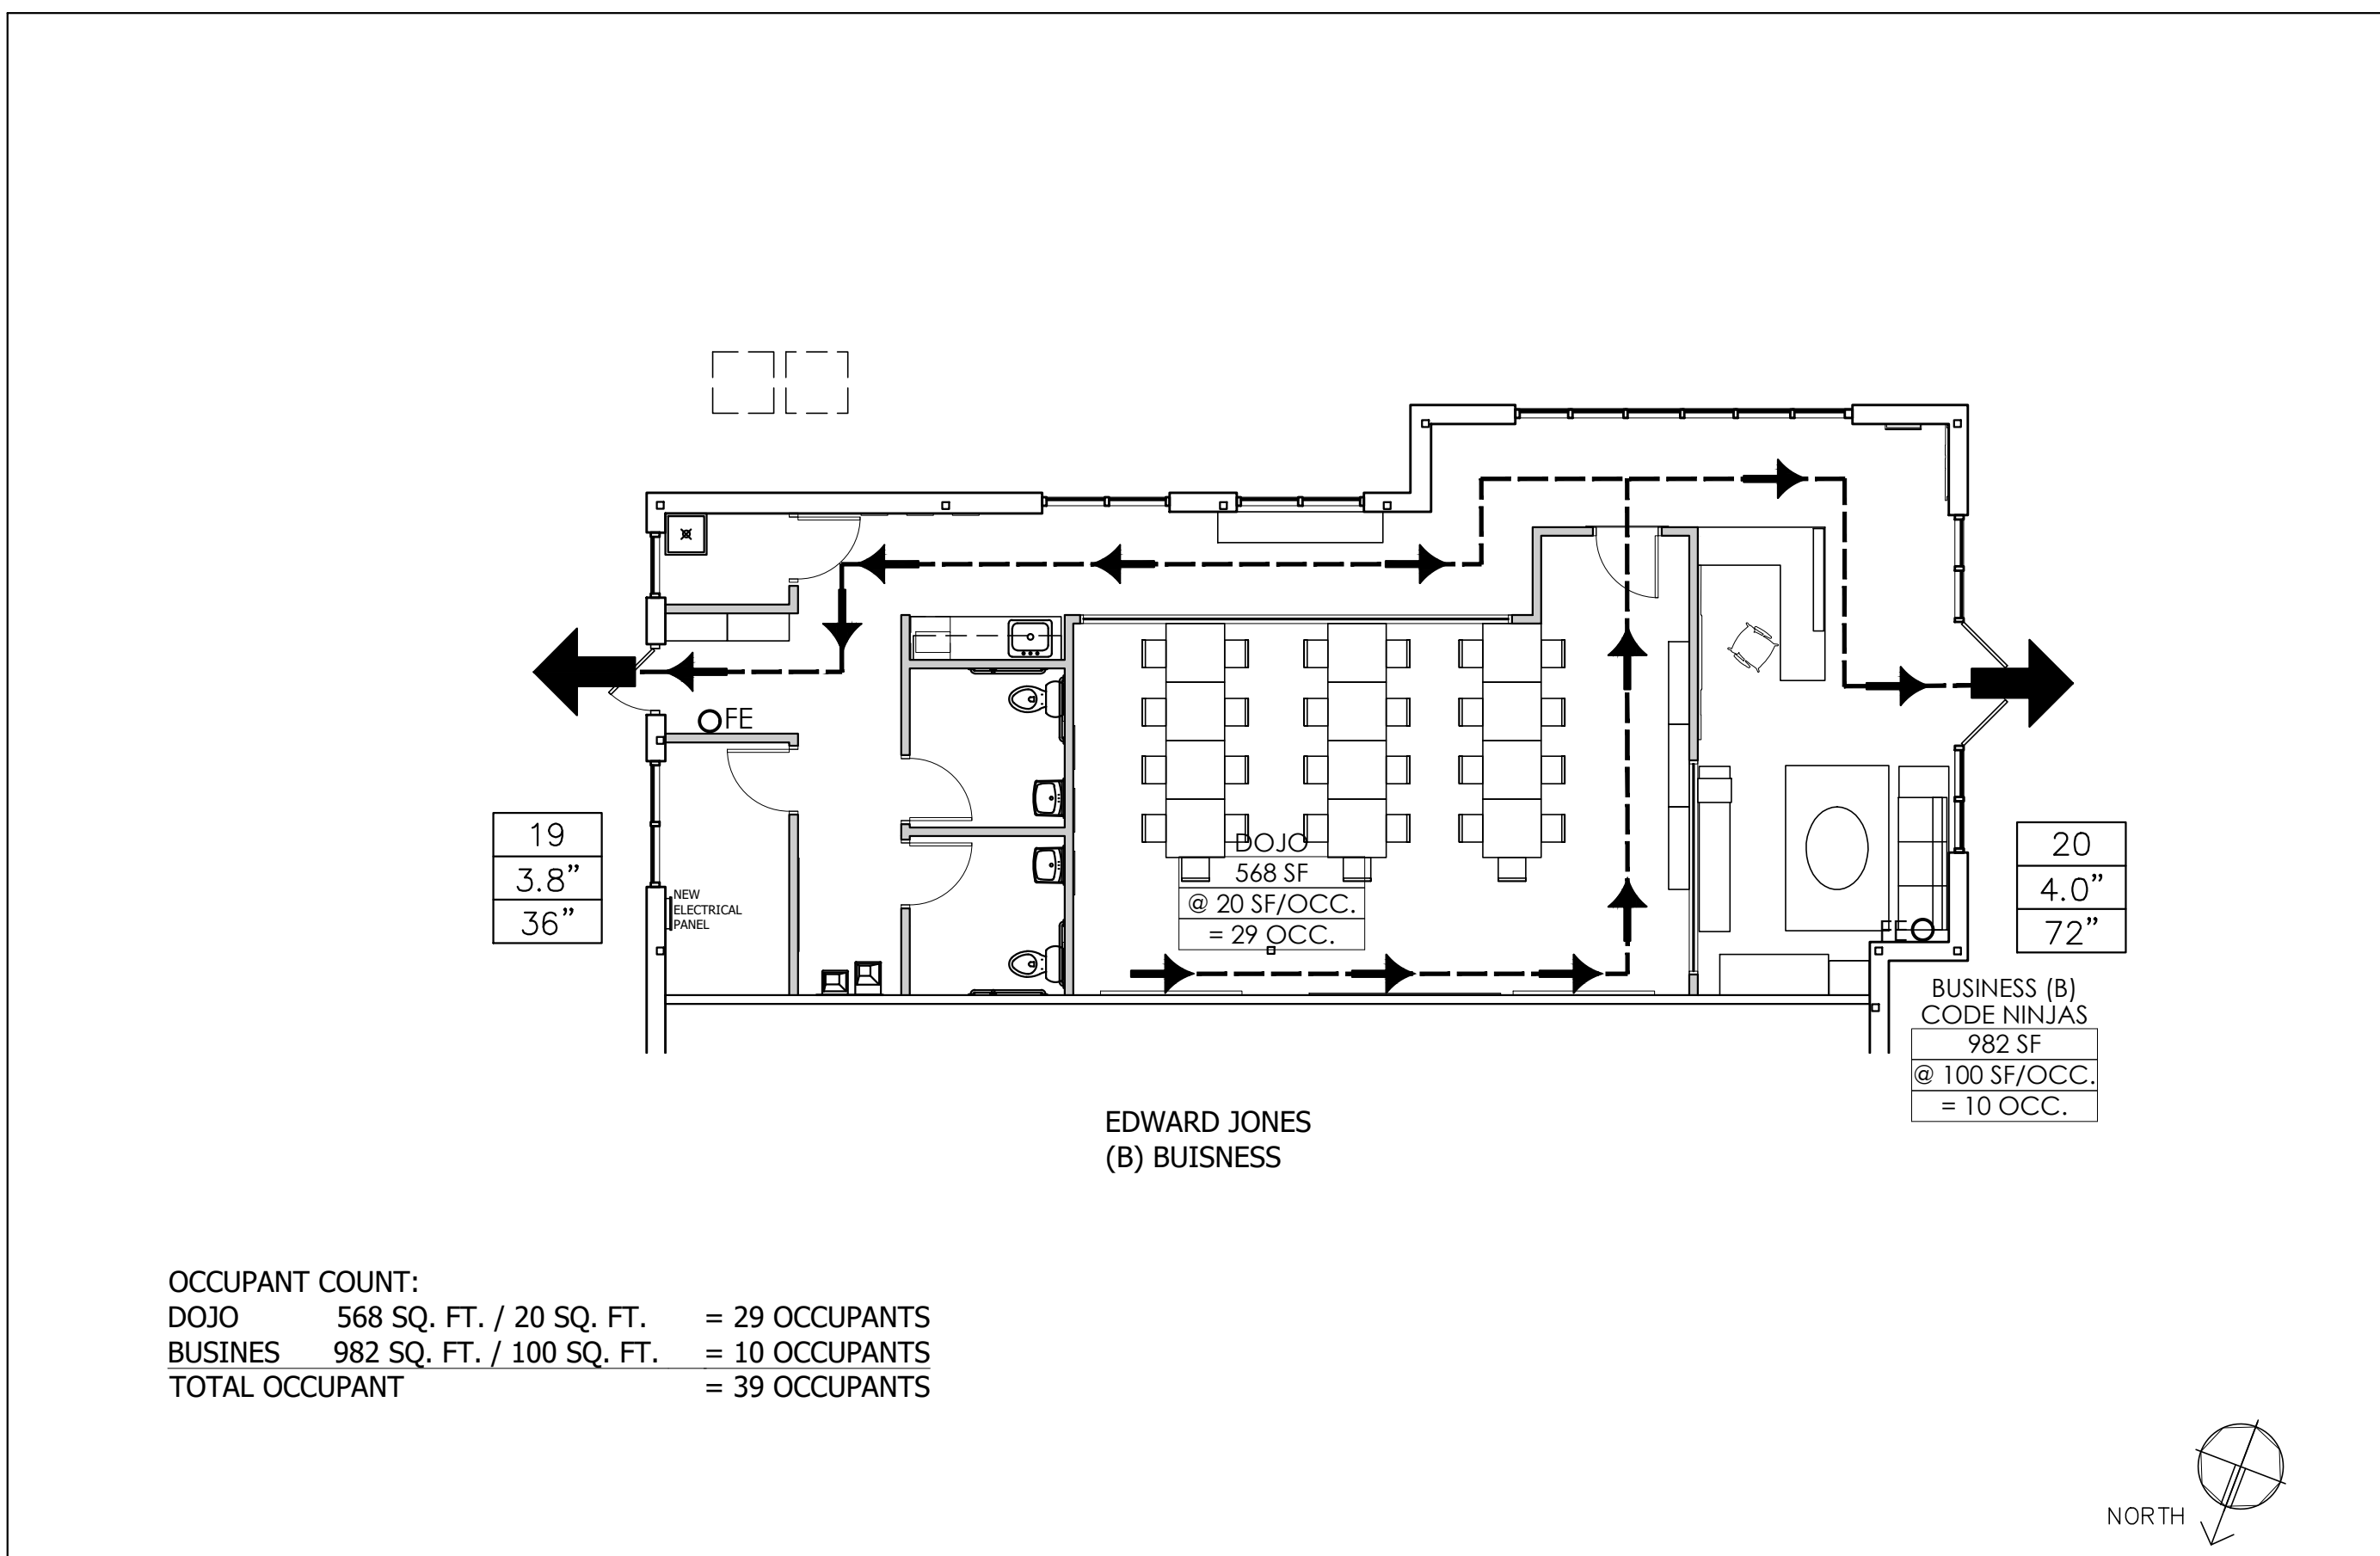 FE
NEW
ELECTRICAL
PANEL
19
3.8”
36”
DOJO
568 SF
@ 20 SF/OCC.
= 29 OCC.
FE
20
4.0”
72”
BUSINESS (B)
CODE NINJAS
982 SF
@ 100 SF/OCC.
= 10 OCC.
EDWARD JONES
(B) BUISNESS
OCCUPANT COUNT:
DOJO 568 SQ. FT. / 20 SQ. FT. = 29 OCCUPANTS
BUSINES 982 SQ. FT. / 100 SQ. FT. = 10 OCCUPANTS
TOTAL OCCUPANT = 39 OCCUPANTS
NORTH